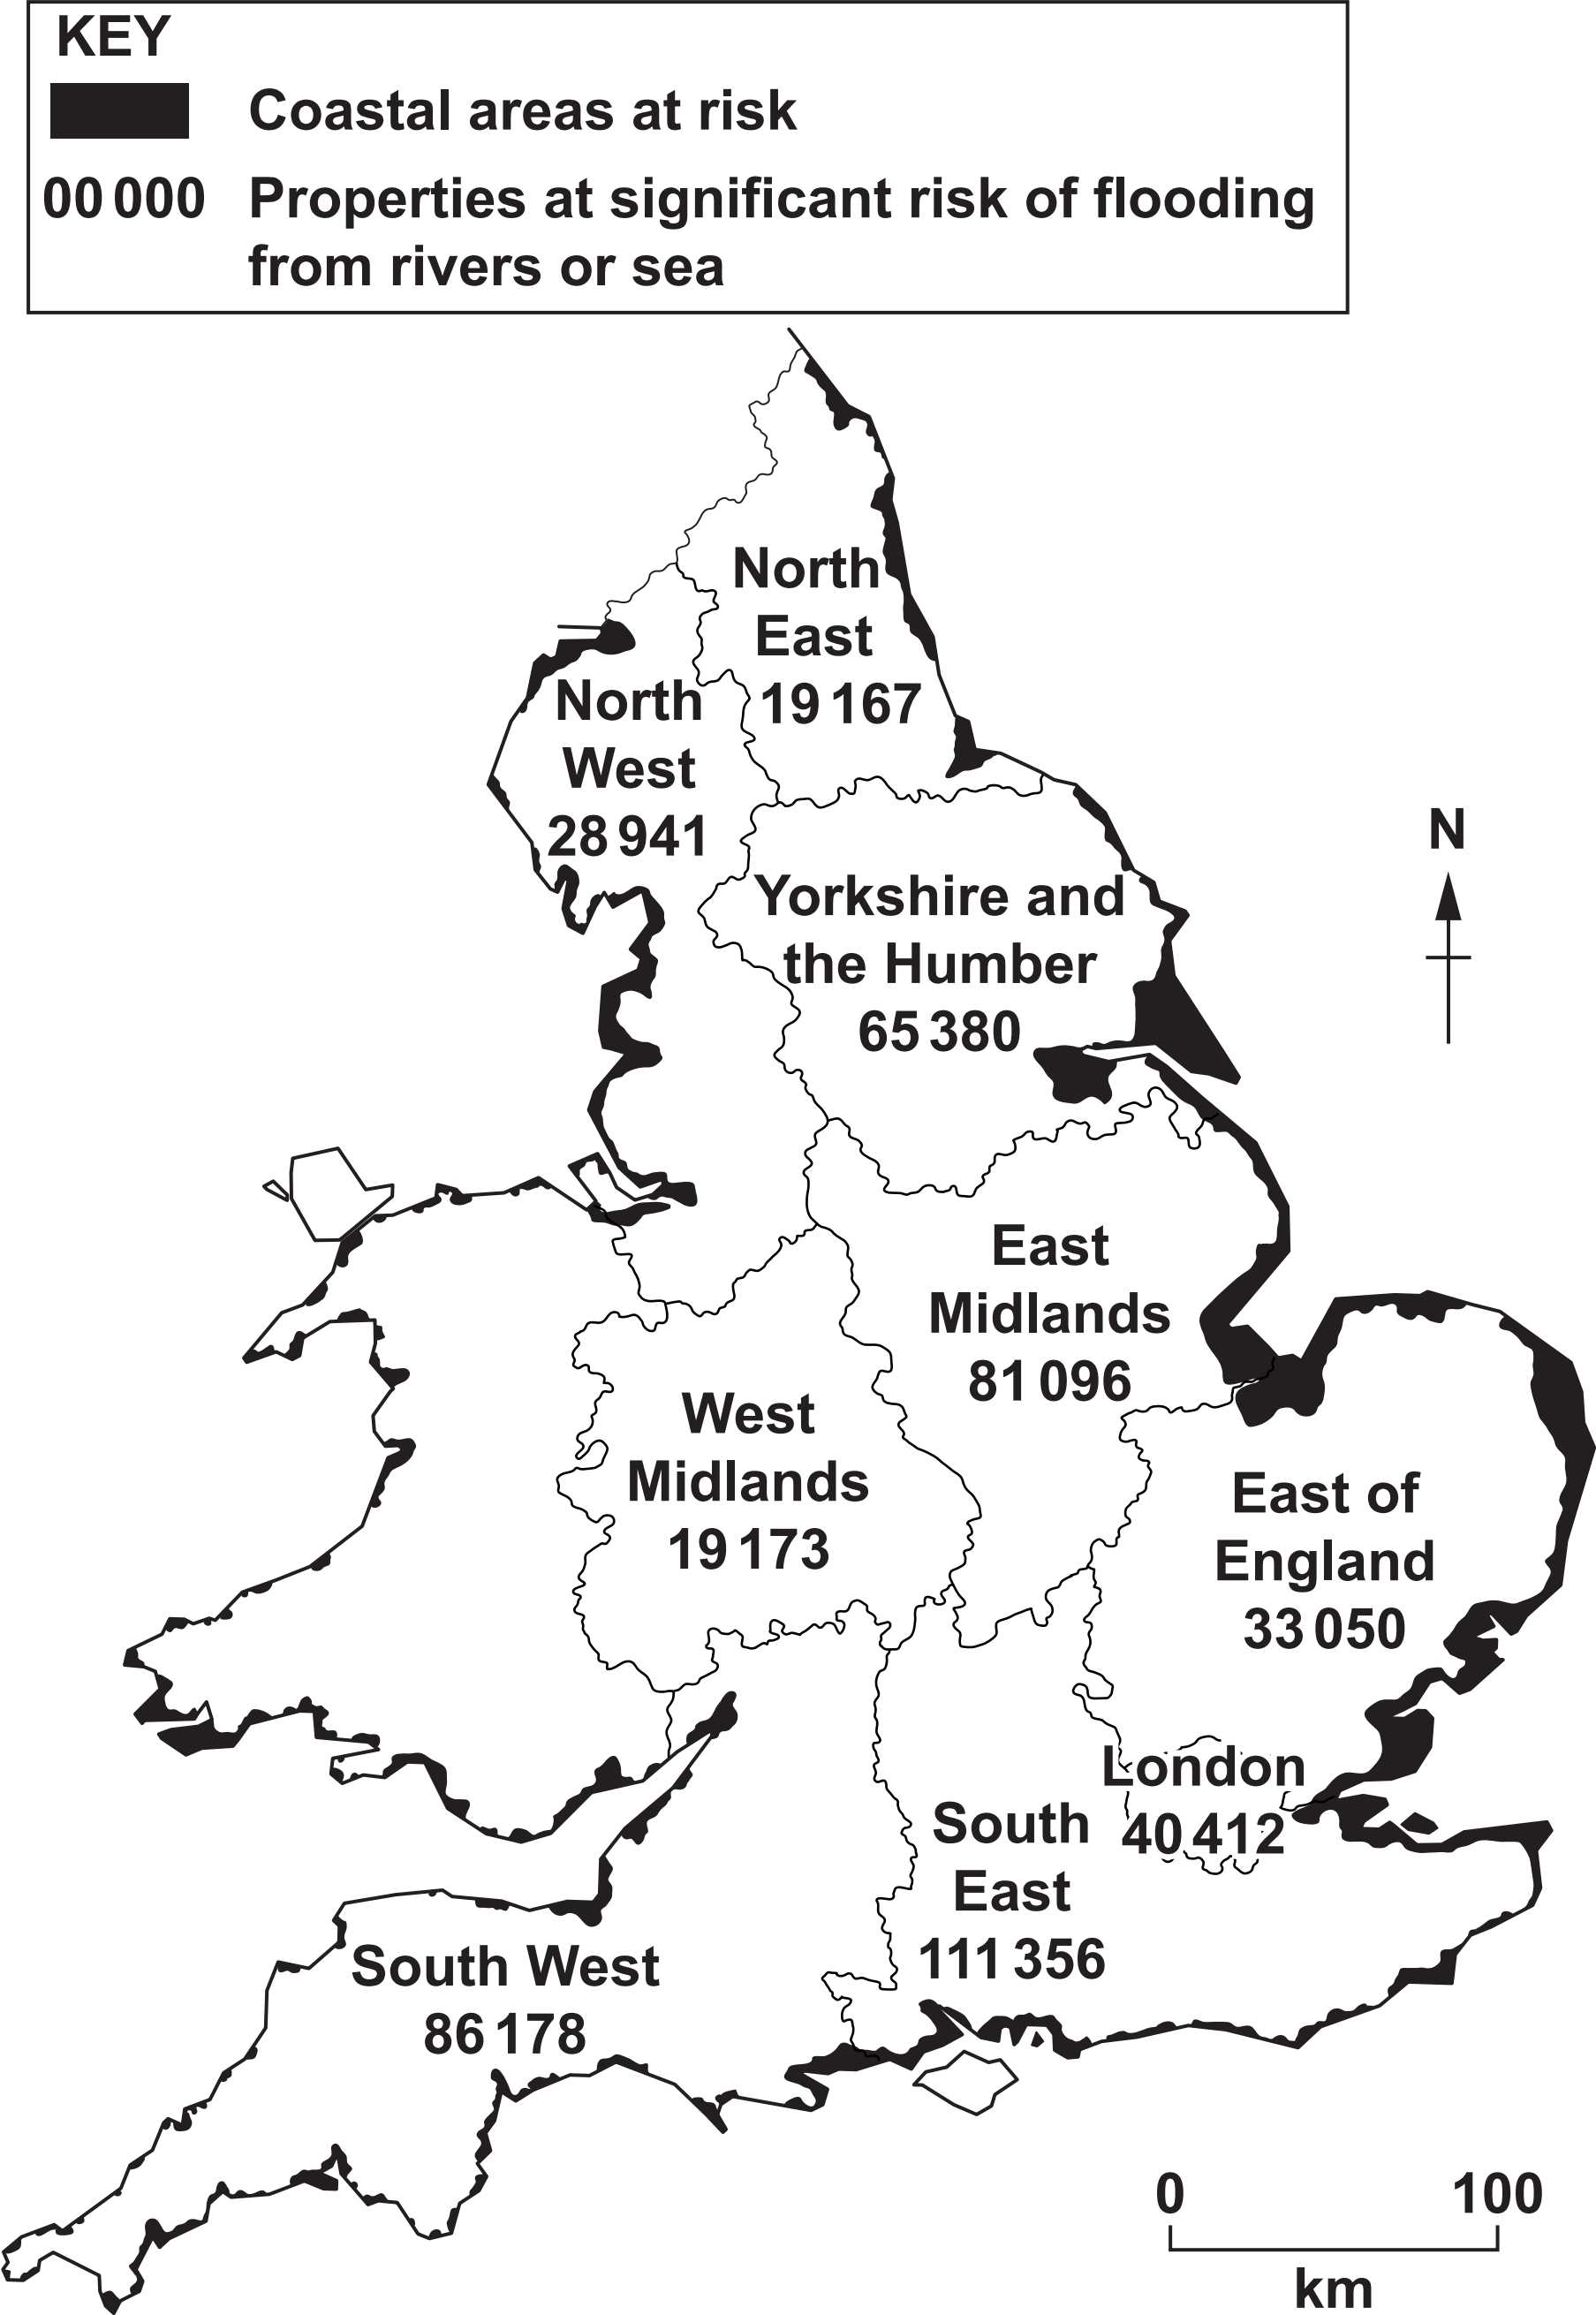 KEY
Coastal areas at risk
00 000 Properties at significant risk of flooding
from rivers or sea
North
East
19 167
North
West
28 941
N
Yorkshire and
the Humber
65 380
East
Midlands
81 096
West
Midlands
19 173
East of
England
33 050
London
40 412
South
East
111 356
South West
86 178
0 100
km